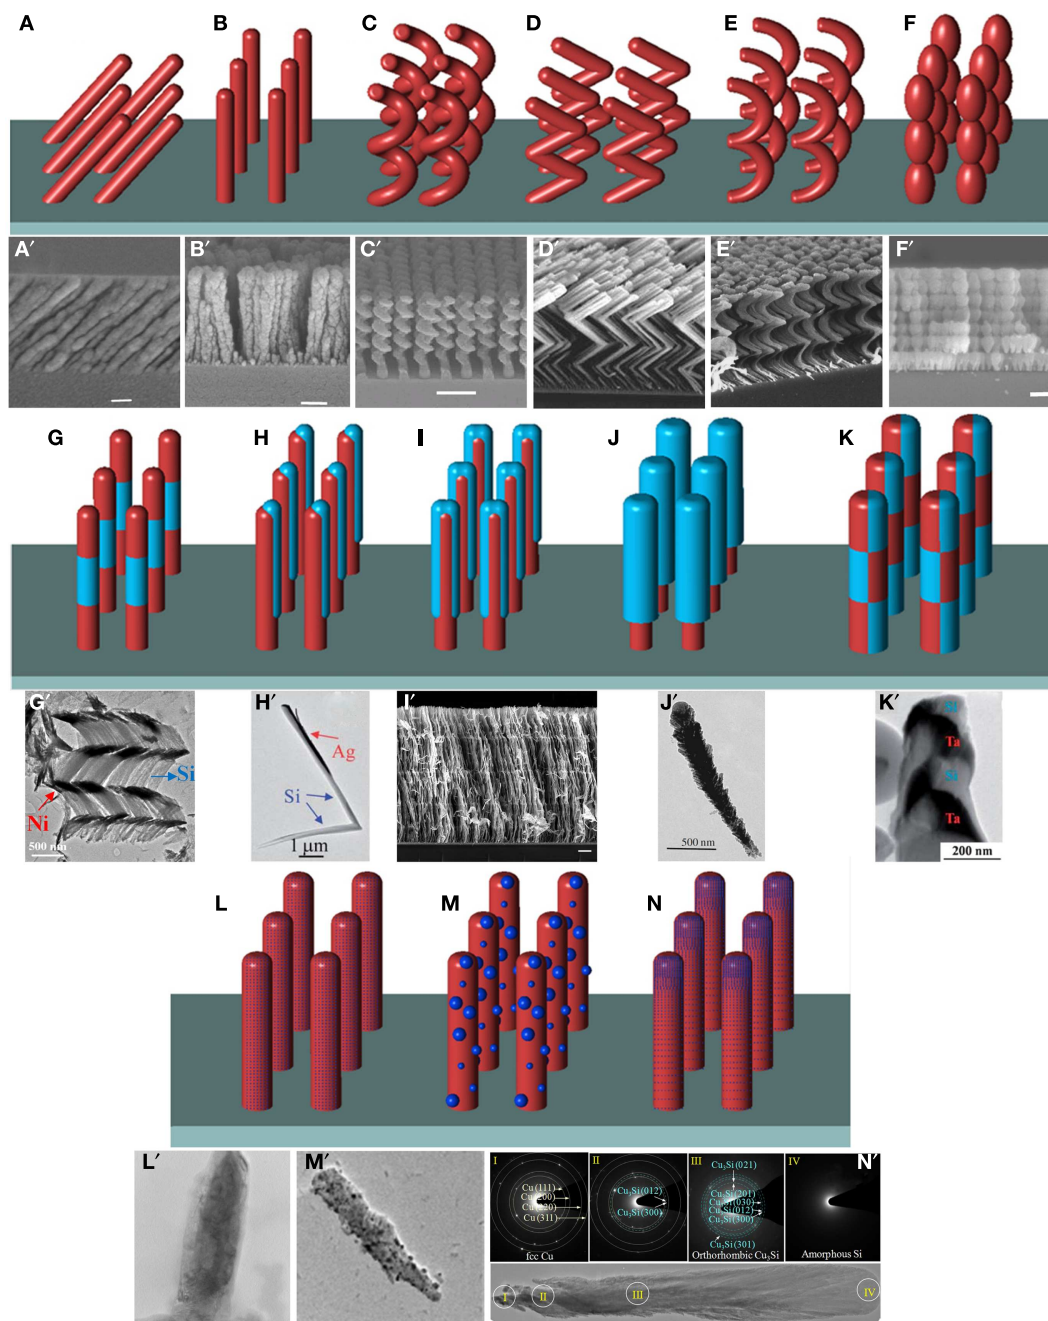 A B C D E F
A′ B′ C′ D′ E′ F′
G H I J K
G′ H′ I′ J′ K′
Si
Ni
500 nm
Ag
Si
1 μm
500 nm
Si
Ta
Si
Ta
200 nm
L M N
L′ M′ N′
I
Cu (111)
Cu (200)
Cu (220)
Cu (311)
fcc Cu
II
Cu₃Si (012)
Cu₃Si (300)
III
Cu₃Si (021)
Cu₃Si (201)
Cu₃Si (030)
Cu₃Si (012)
Cu₃Si (300)
Cu₃Si (301)
Orthorhombic Cu₃Si
IV
Amorphous Si
I II III IV